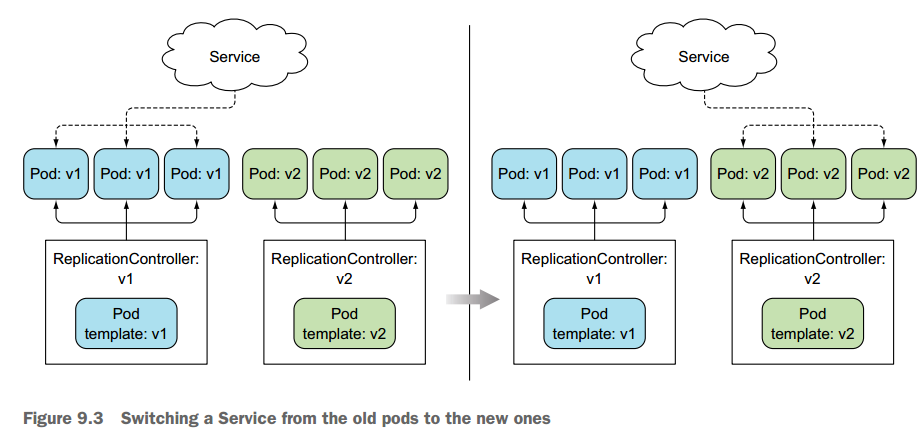 Service
Service
Pod: v1 Pod: v1 Pod: v1 Pod: v2 Pod: v2 Pod: v2
Pod: v1 Pod: v1 Pod: v1 Pod: v2 Pod: v2 Pod: v2
ReplicationController:
v1
Pod
template: v1
ReplicationController:
v2
Pod
template: v2
ReplicationController:
v1
Pod
template: v1
ReplicationController:
v2
Pod
template: v2
Figure 9.3 Switching a Service from the old pods to the new ones